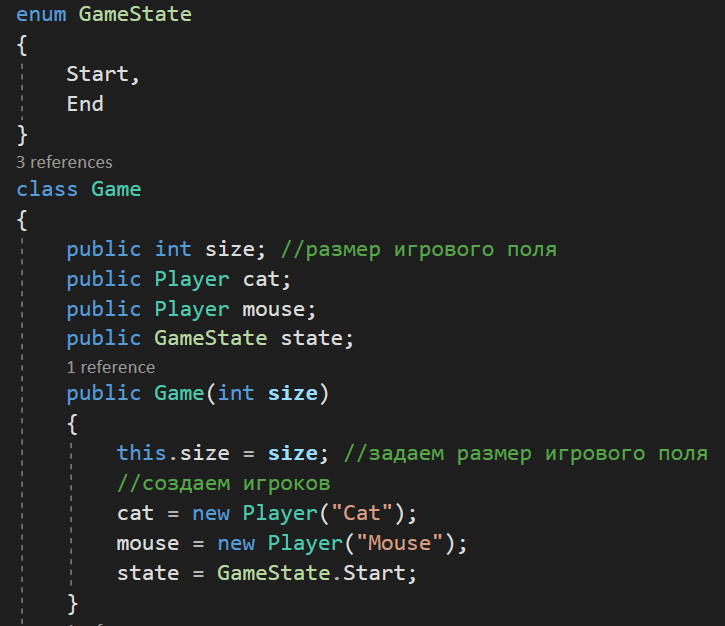 enum GameState
{
    Start,
    End
}
3 references
class Game
{
    public int size; //размер игрового поля
    public Player cat;
    public Player mouse;
    public GameState state;
    1 reference
    public Game(int size)
    {
        this.size = size; //задаем размер игрового поля
        //создаем игроков
        cat = new Player("Cat");
        mouse = new Player("Mouse");
        state = GameState.Start;
    }